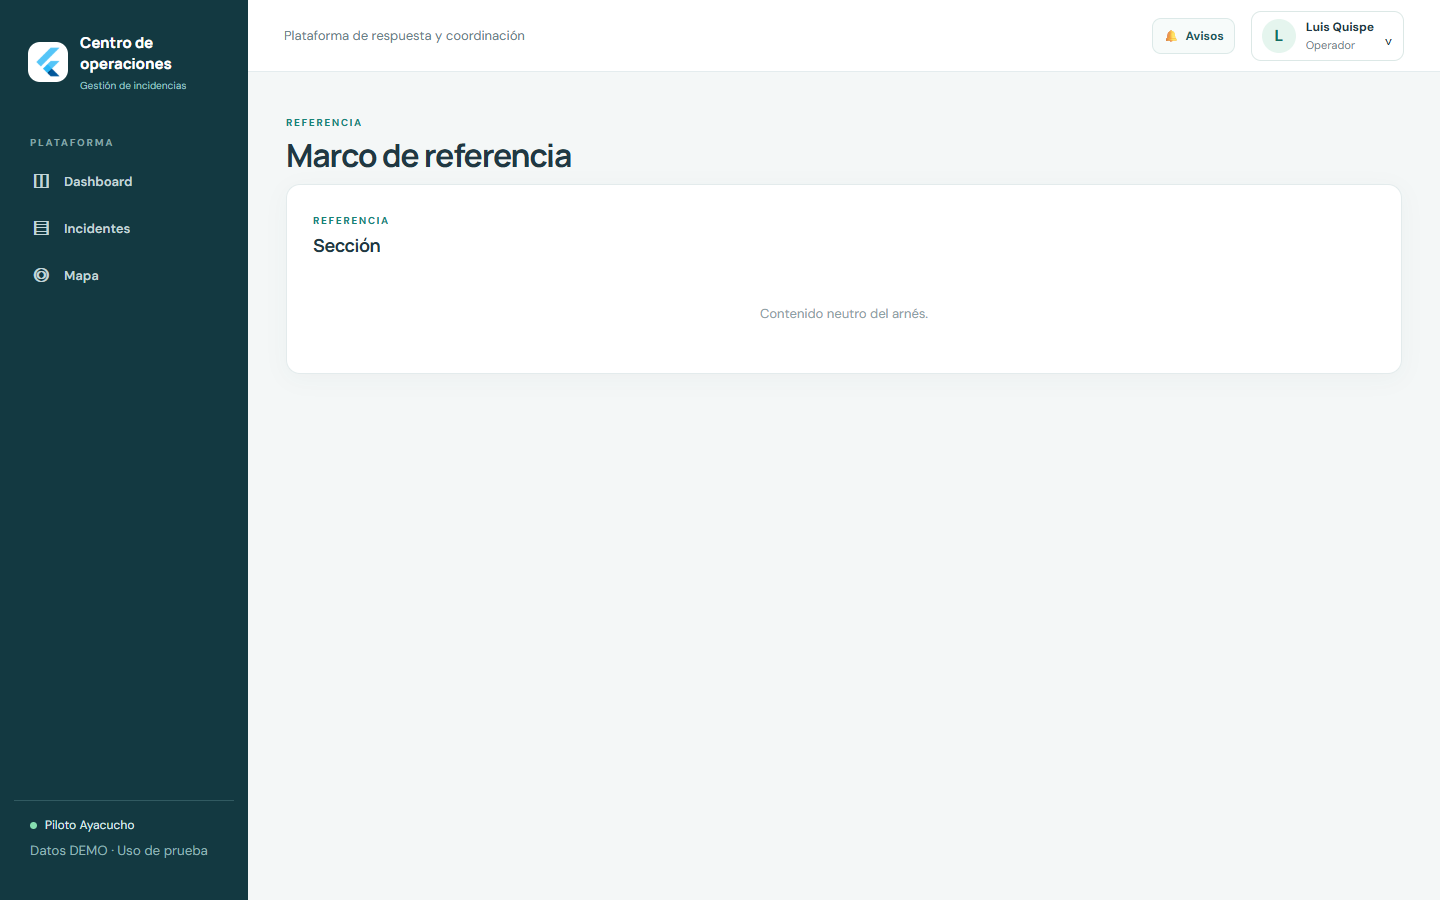 Centro de
operaciones
Gestión de incidencias
PLATAFORMA
Dashboard
Incidentes
Mapa
Piloto Ayacucho
Datos DEMO · Uso de prueba
Plataforma de respuesta y coordinación
Avisos
L
Luis Quispe
Operador
v
REFERENCIA
Marco de referencia
REFERENCIA
Sección
Contenido neutro del arnés.